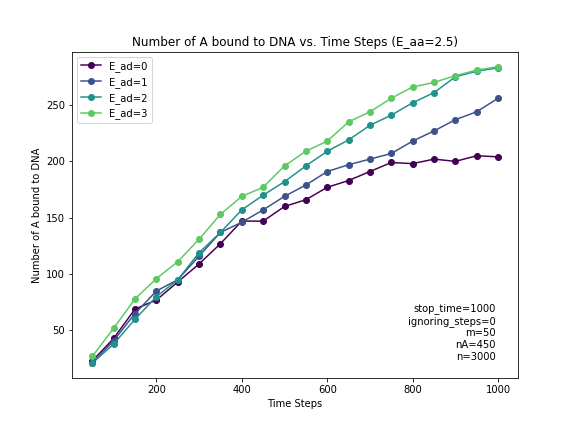 Number of A bound to DNA vs. Time Steps (E_aa=2.5)
E_ad=0
E_ad=1
E_ad=2
E_ad=3
Number of A bound to DNA
250
200
150
100
50
stop_time=1000
ignoring_steps=0
m=50
nA=450
n=3000
200 400 600 800 1000
Time Steps